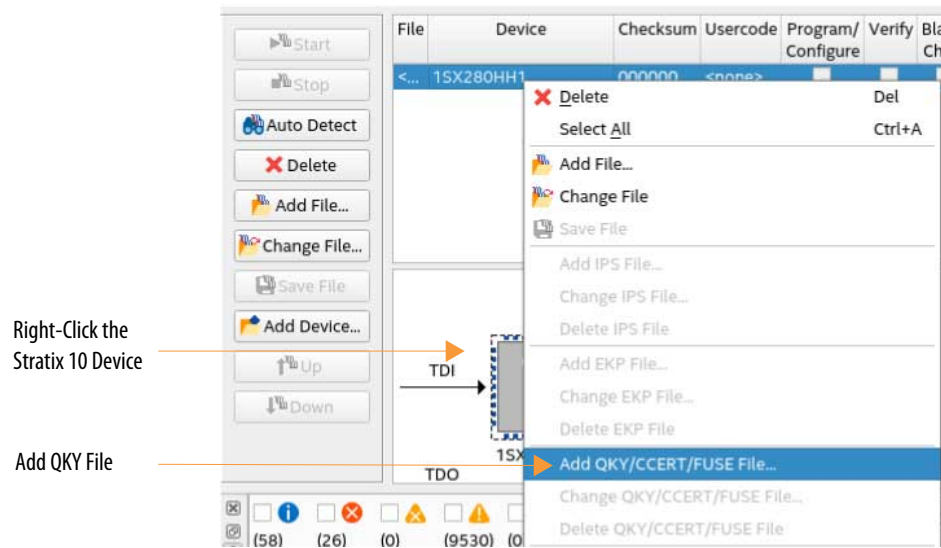 File Device Checksum Usercode Program/ Configure Verify Bla Ch
<... 1SX280HH1 000000 <none>
Start
Stop
Auto Detect
Delete
Add File...
Change File...
Save File
Add Device...
Up
Down
Delete Del
Select All Ctrl+A
Add File...
Change File
Save File
Add IPS File...
Change IPS File...
Delete IPS File
Add EKP File...
Change EKP File...
Delete EKP File
Add QKY/CCERT/FUSE File...
Change QKY/CCERT/FUSE File...
Delete QKY/CCERT/FUSE File
Right-Click the
Stratix 10 Device
Add QKY File
TDI
1SX
TDO
(58) (26) (0) (9530) (0